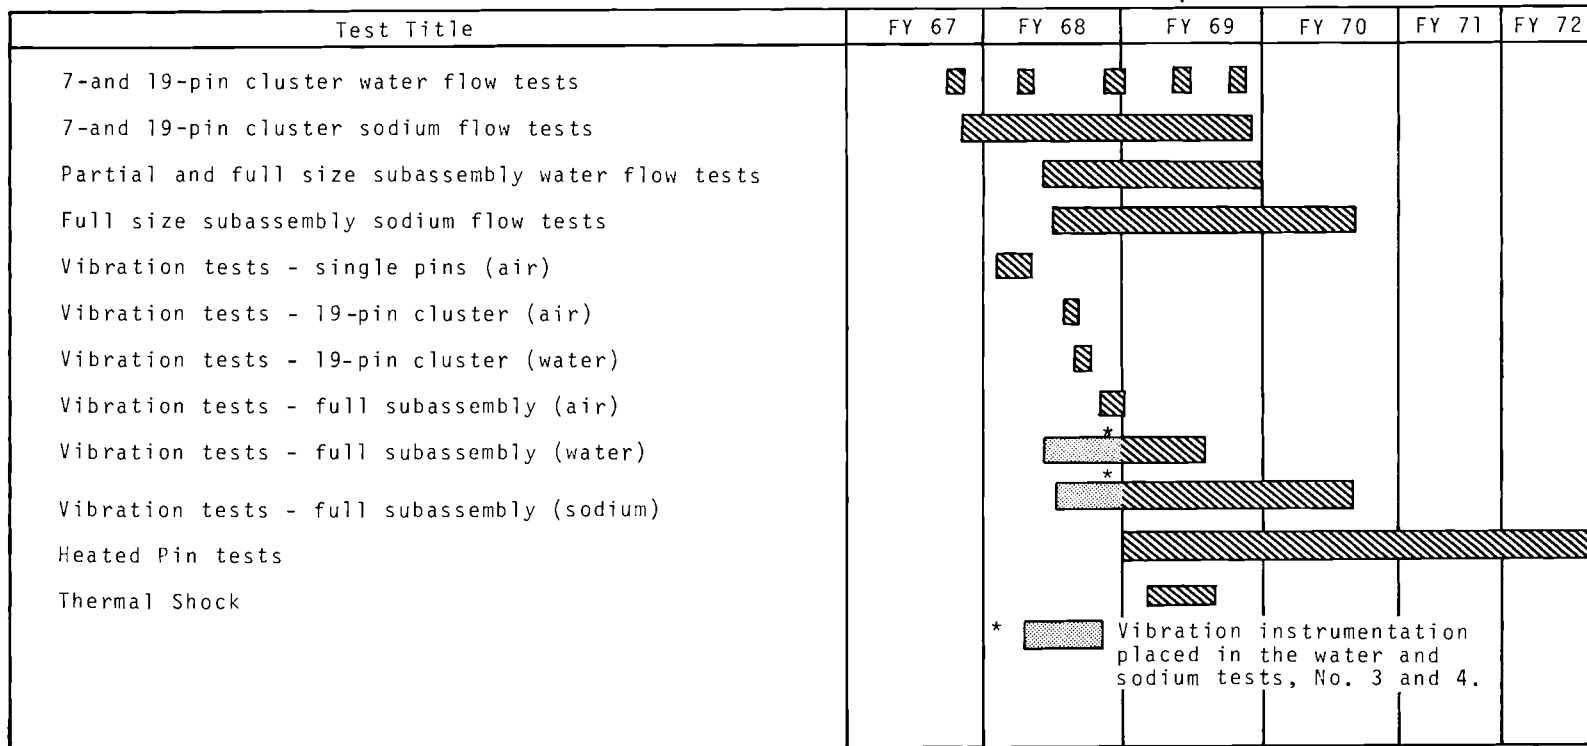 Test Title FY 67 FY 68 FY 69 FY 70 FY 71 FY 72
7-and 19-pin cluster water flow tests
7-and 19-pin cluster sodium flow tests
Partial and full size subassembly water flow tests
Full size subassembly sodium flow tests
Vibration tests - single pins (air)
Vibration tests - 19-pin cluster (air)
Vibration tests - 19-pin cluster (water)
Vibration tests - full subassembly (air)
*
Vibration tests - full subassembly (water)
*
Vibration tests - full subassembly (sodium)
Heated Pin tests
Thermal Shock
* Vibration instrumentation
placed in the water and
sodium tests, No. 3 and 4.